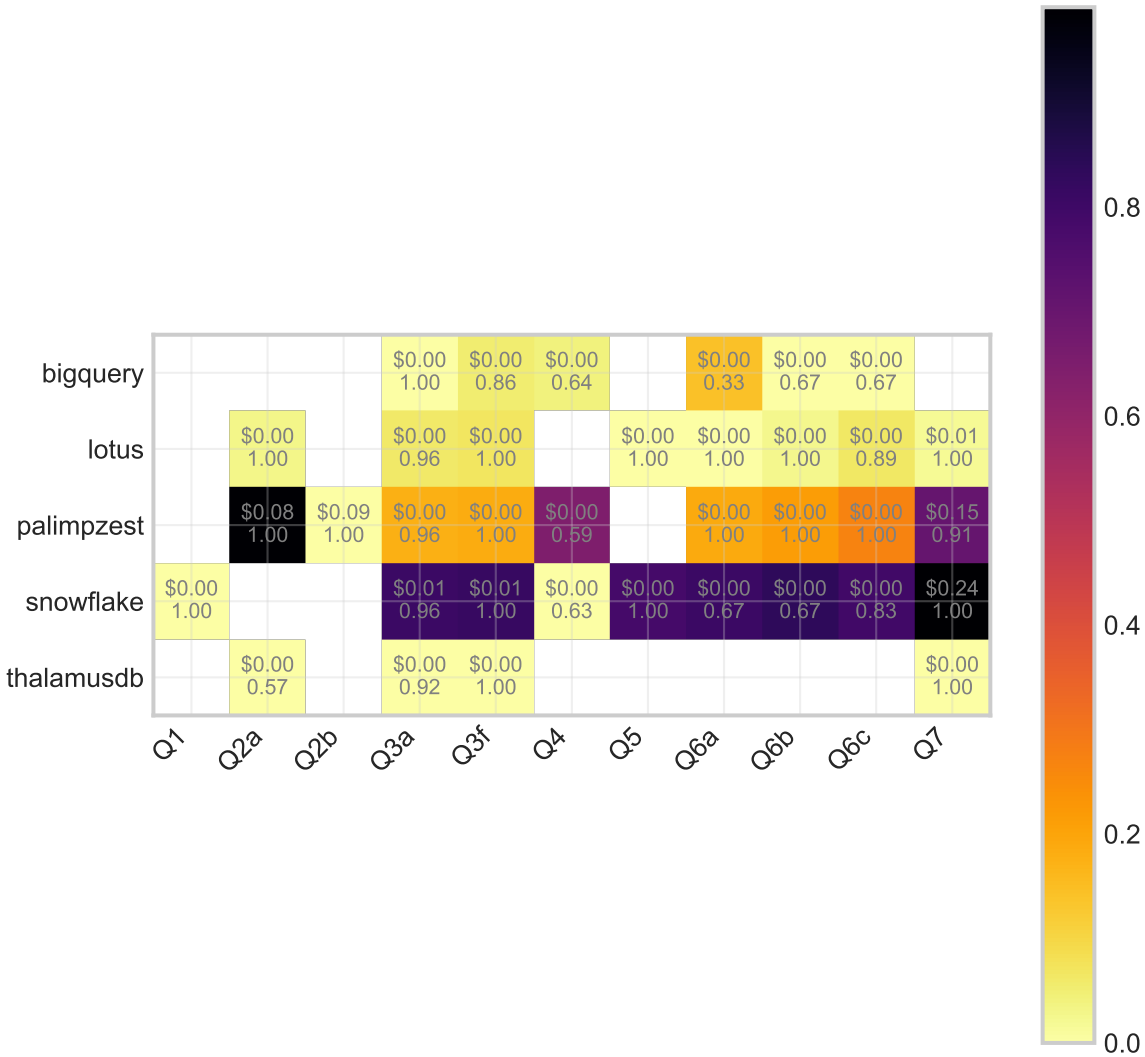 0.8
0.6
0.4
0.2
0.0
bigquery
$0.00 $0.00 $0.00 $0.00 $0.00 $0.00
1.00 0.86 0.64 0.33 0.67 0.67
lotus
$0.00 $0.00 $0.00 $0.00 $0.00 $0.00 $0.00 $0.01
1.00 0.96 1.00 1.00 1.00 1.00 0.89 1.00
palimpzest
$0.08 $0.09 $0.00 $0.00 $0.00 $0.00 $0.00 $0.00 $0.15
1.00 1.00 0.96 1.00 0.59 1.00 1.00 1.00 0.91
snowflake
$0.00 $0.01 $0.01 $0.00 $0.00 $0.00 $0.00 $0.00 $0.24
1.00 0.96 1.00 0.63 1.00 0.67 0.67 0.83 1.00
thalamusdb
$0.00 $0.00 $0.00 $0.00
0.57 0.92 1.00 1.00
Q1 Q2a Q2b Q3a Q3f Q4 Q5 Q6a Q6b Q6c Q7